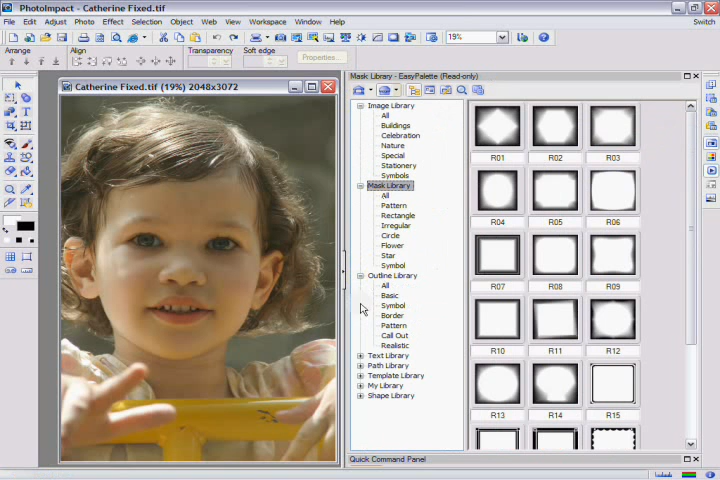 PhotoImpact - Catherine Fixed.tif
File Edit Adjust Photo Effect Selection Object Web View Workspace Window Help Switch
19%
Arrange Align Transparency Soft edge
Properties...
Catherine Fixed.tif (19%) 2048x3072
Mask Library - EasyPalette (Read-only)
Image Library
All
Buildings
Celebration
Nature
Special
Stationery
Symbols
Mask Library
All
Pattern
Rectangle
Irregular
Circle
Flower
Star
Symbol
Outline Library
All
Basic
Symbol
Border
Pattern
Call Out
Realistic
Text Library
Path Library
Template Library
My Library
Shape Library
R01 R02 R03
R04 R05 R06
R07 R08 R09
R10 R11 R12
R13 R14 R15
Quick Command Panel